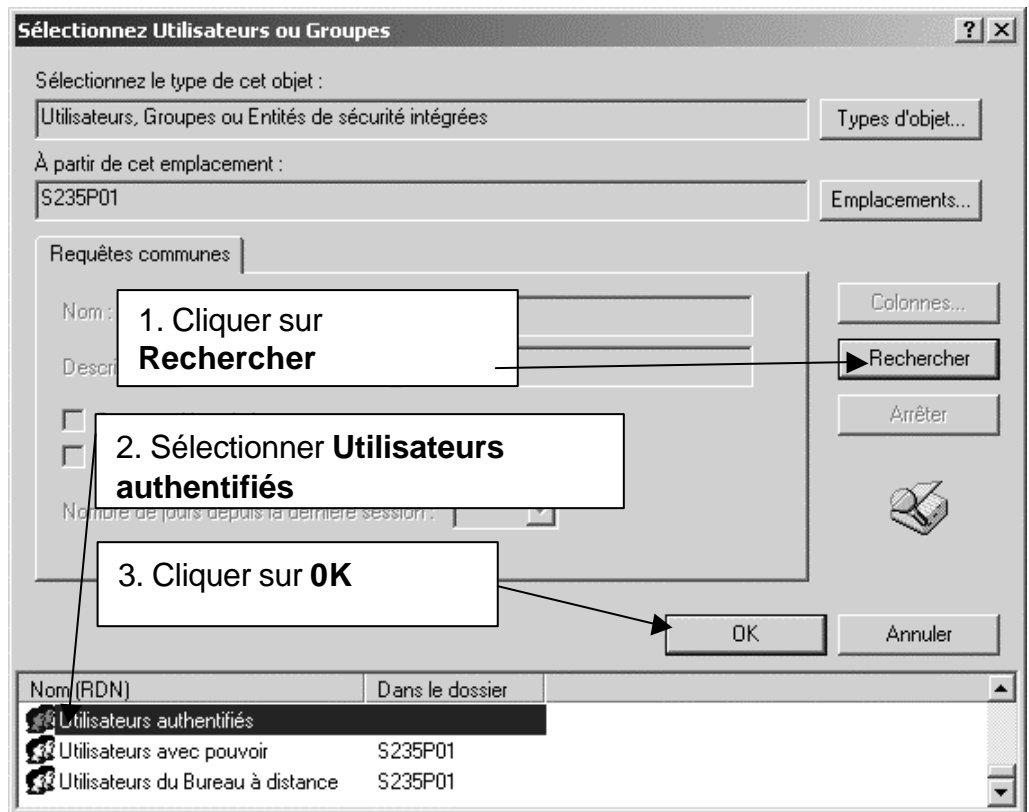 Sélectionnez Utilisateurs ou Groupes
Sélectionnez le type de cet objet :
Utilisateurs, Groupes ou Entités de sécurité intégrées
Types d'objet...
À partir de cet emplacement :
S235P01
Emplacements...
Requêtes communes
Nom :
Colonnes...
1. Cliquer sur
Rechercher
Rechercher
Arrêter
2. Sélectionner Utilisateurs
authentifiés
Nombre de jours depuis la dernière session :
3. Cliquer sur 0K
OK
Annuler
Nom (RDN)
Dans le dossier
Utilisateurs authentifiés
Utilisateurs avec pouvoir S235P01
Utilisateurs du Bureau à distance S235P01